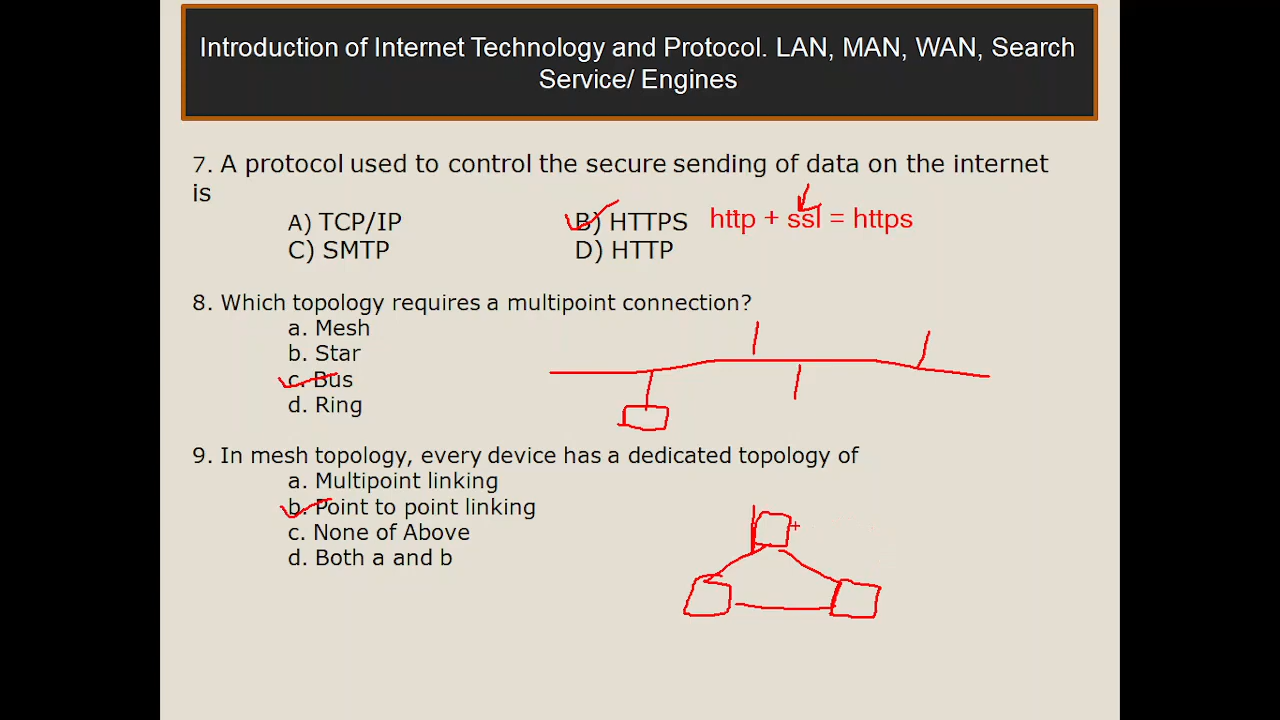 Introduction of Internet Technology and Protocol. LAN, MAN, WAN, Search
Service/ Engines
7. A protocol used to control the secure sending of data on the internet
is
A) TCP/IP B) HTTPS http + ssl = https
C) SMTP D) HTTP
8. Which topology requires a multipoint connection?
a. Mesh
b. Star
c. Bus
d. Ring
9. In mesh topology, every device has a dedicated topology of
a. Multipoint linking
b. Point to point linking
c. None of Above
d. Both a and b